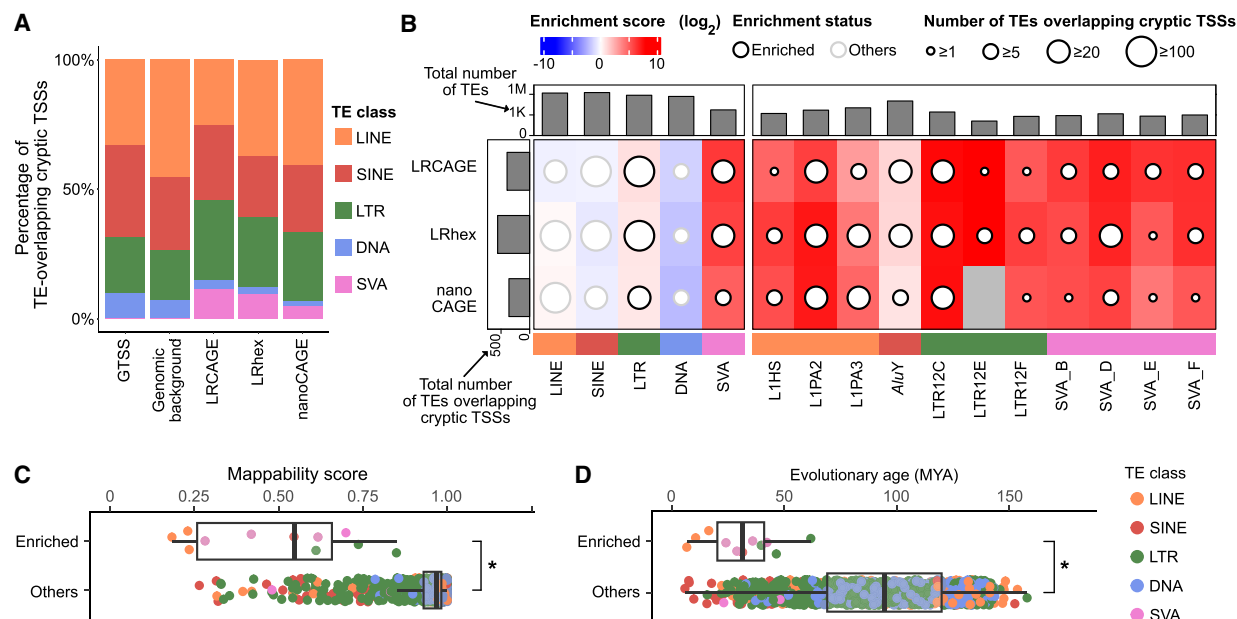 A
Percentage of
TE-overlapping cryptic TSSs
100%
50%
0%
GTSS
Genomic
background
LRCAGE
LRhex
nanoCAGE
TE class
LINE
SINE
LTR
DNA
SVA
B
Enrichment score (log2)
-10
0
10
Enrichment status
Enriched
Others
Number of TEs overlapping cryptic TSSs
≥1
≥5
≥20
≥100
Total number
of TEs
1M
1K
0
LRCAGE
LRhex
nano
CAGE
500
0
Total number
of TEs overlapping
cryptic TSSs
LINE
SINE
LTR
DNA
SVA
L1HS
L1PA2
L1PA3
AluY
LTR12C
LTR12E
LTR12F
SVA_B
SVA_D
SVA_E
SVA_F
C
Mappability score
0
0.25
0.50
0.75
1.00
Enriched
Others
*
D
Evolutionary age (MYA)
0
50
100
150
Enriched
Others
*
TE class
LINE
SINE
LTR
DNA
SVA